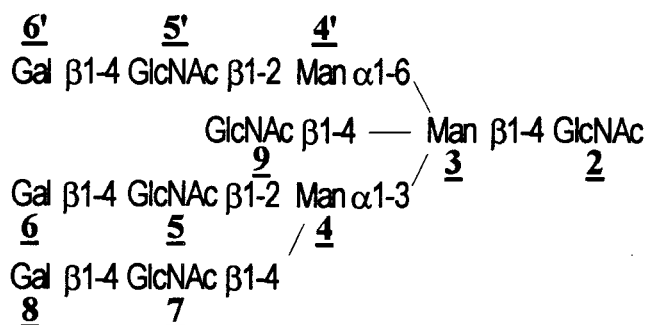 6' 5' 4'
Gal β1-4 GlcNAc β1-2 Man α1-6
GlcNAc β1-4 Man β1-4 GlcNAc
9 3 2
Gal β1-4 GlcNAc β1-2 Man α1-3
6 5 4
Gal β1-4 GlcNAc β1-4
8 7